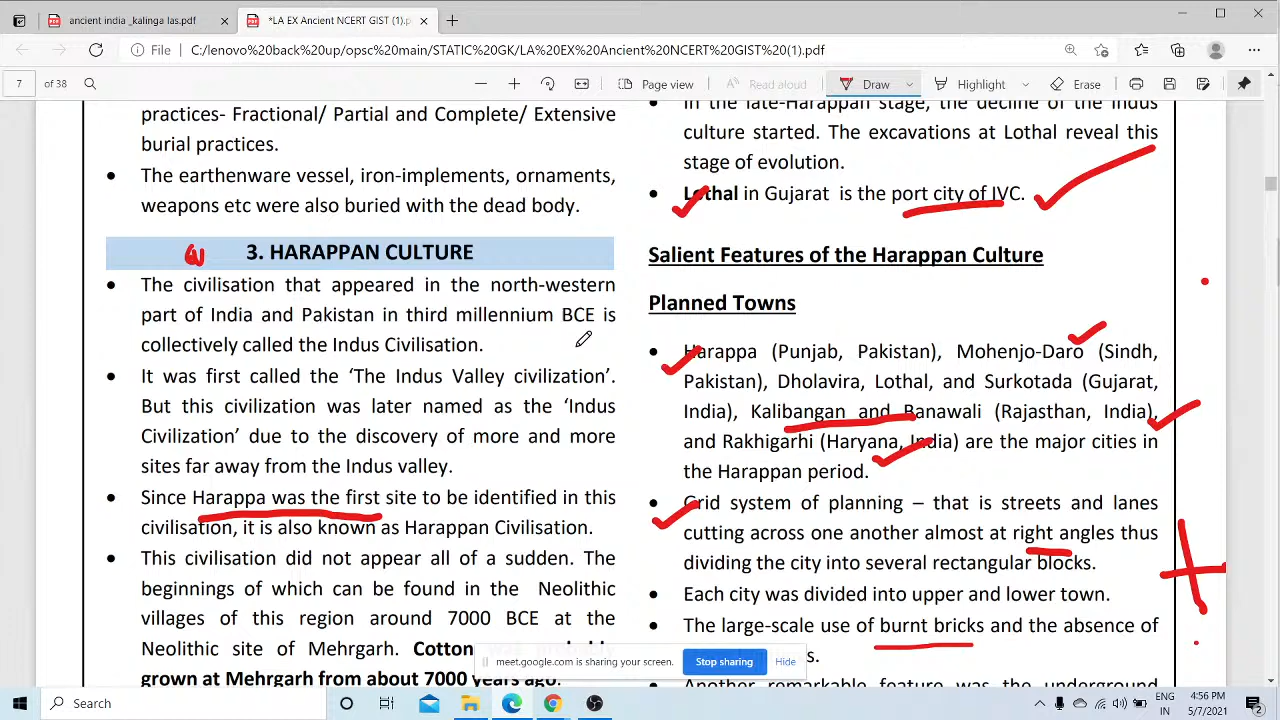 ancient india _kalinga las.pdf
*LA EX Ancient NCERT GIST (1).p
File
C:/lenovo%20back%20up/opsc%20main/STATIC%20GK/LA%20EX%20Ancient%20NCERT%20GIST%20(1).pdf
7 of 38
Page view
Read aloud
Draw
Highlight
Erase
practices- Fractional/ Partial and Complete/ Extensive
burial practices.
• The earthenware vessel, iron-implements, ornaments,
weapons etc were also buried with the dead body.
3. HARAPPAN CULTURE
• The civilisation that appeared in the north-western
part of India and Pakistan in third millennium BCE is
collectively called the Indus Civilisation.
• It was first called the ‘The Indus Valley civilization’.
But this civilization was later named as the ‘Indus
Civilization’ due to the discovery of more and more
sites far away from the Indus valley.
• Since Harappa was the first site to be identified in this
civilisation, it is also known as Harappan Civilisation.
• This civilisation did not appear all of a sudden. The
beginnings of which can be found in the Neolithic
villages of this region around 7000 BCE at the
Neolithic site of Mehrgarh. Cotton was probably
grown at Mehrgarh from about 7000 years ago.
In the late-Harappan stage, the decline of the Indus
culture started. The excavations at Lothal reveal this
stage of evolution.
• Lothal in Gujarat is the port city of IVC.
Salient Features of the Harappan Culture
Planned Towns
• Harappa (Punjab, Pakistan), Mohenjo-Daro (Sindh,
Pakistan), Dholavira, Lothal, and Surkotada (Gujarat,
India), Kalibangan and Banawali (Rajasthan, India),
and Rakhigarhi (Haryana, India) are the major cities in
the Harappan period.
• Grid system of planning – that is streets and lanes
cutting across one another almost at right angles thus
dividing the city into several rectangular blocks.
• Each city was divided into upper and lower town.
• The large-scale use of burnt bricks and the absence of
Another remarkable feature was the underground
meet.google.com is sharing your screen.
Stop sharing
Hide
Search
ENG
IN
4:56 PM
5/7/2021
2